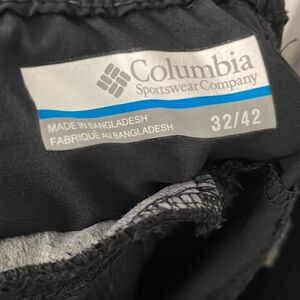 Columbia
Sportswear Company
MADE IN BANGLADESH
FABRIQUÉ AU BANGLADESH
32/42